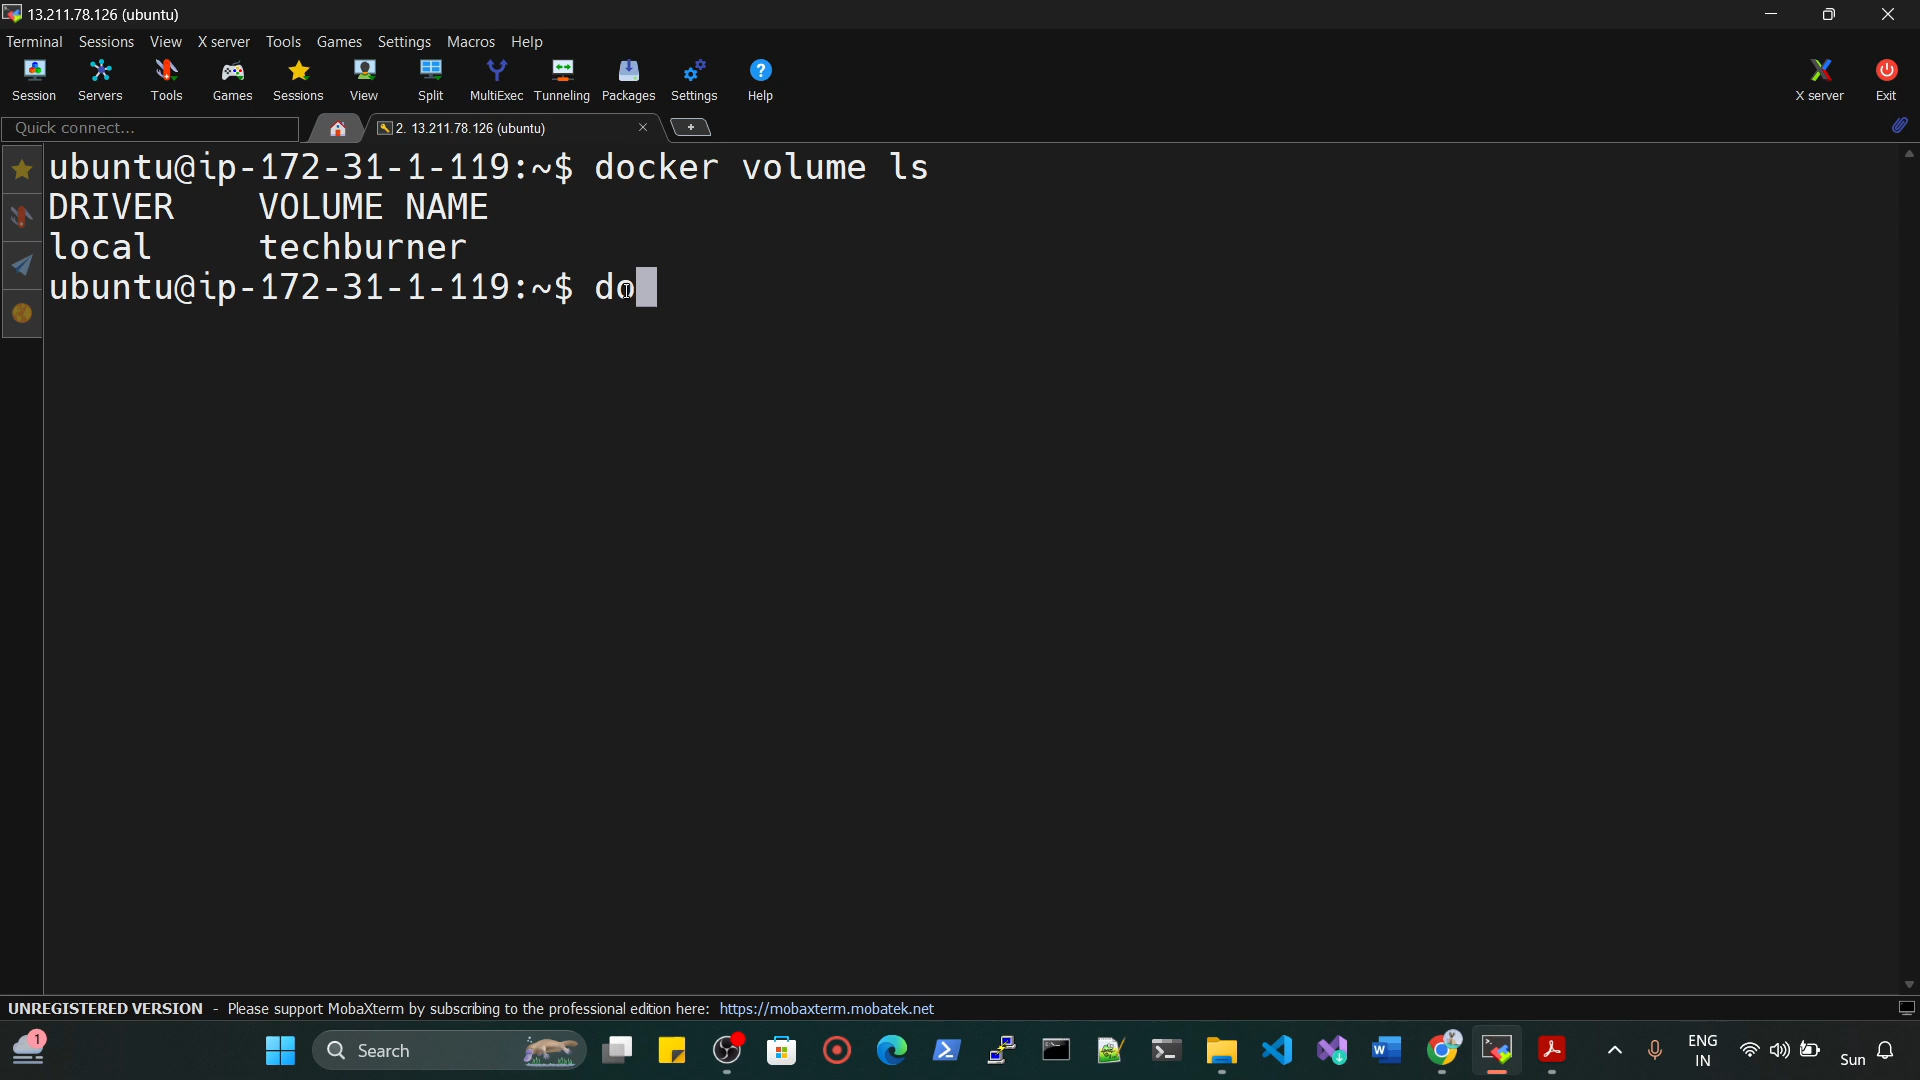 13.211.78.126 (ubuntu)
Terminal Sessions View X server Tools Games Settings Macros Help
Session Servers Tools Games Sessions View Split MultiExec Tunneling Packages Settings Help X server Exit
Quick connect... 2. 13.211.78.126 (ubuntu)
ubuntu@ip-172-31-1-119:~$ docker volume ls
DRIVER VOLUME NAME
local techburner
ubuntu@ip-172-31-1-119:~$ do
UNREGISTERED VERSION - Please support MobaXterm by subscribing to the professional edition here: https://mobaxterm.mobatek.net
1 Search ENG
IN Sun